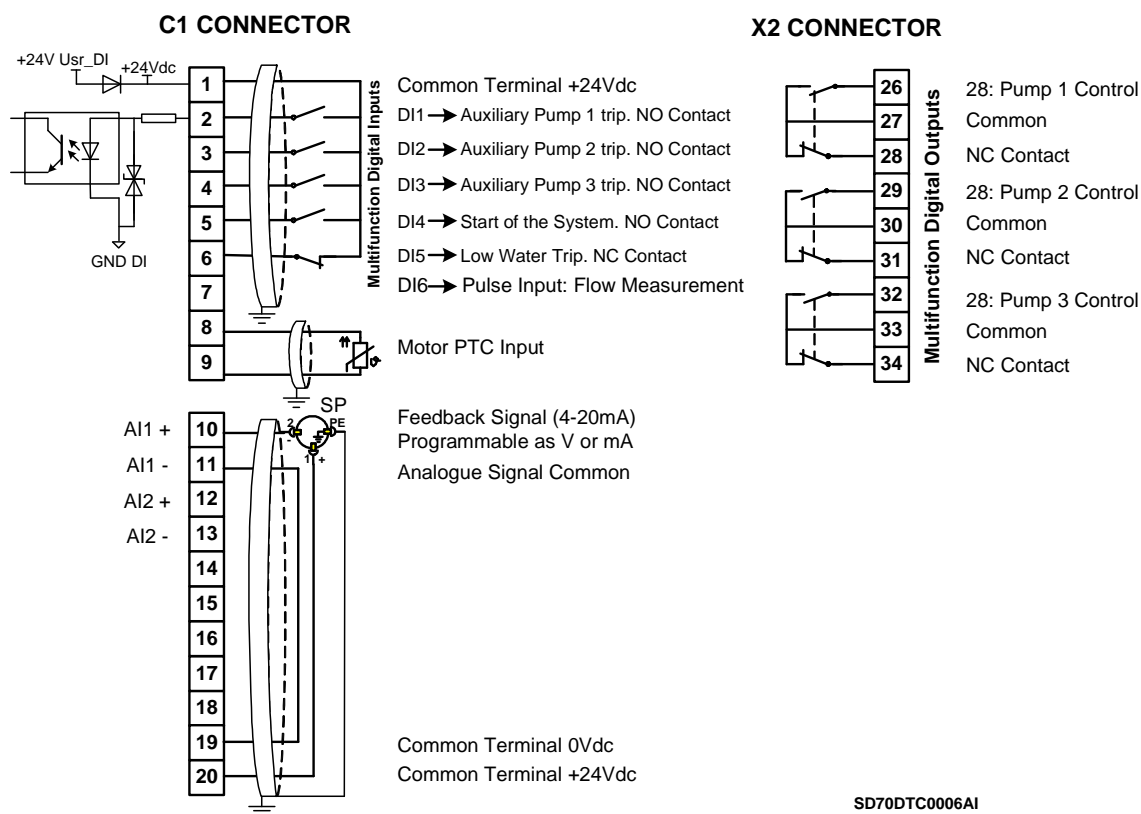 C1 CONNECTOR
+24V Usr_DI
+24Vdc
GND DI
1
2
3
4
5
6
7
8
9
Multifunction Digital Inputs
Common Terminal +24Vdc
DI1 → Auxiliary Pump 1 trip. NO Contact
DI2 → Auxiliary Pump 2 trip. NO Contact
DI3 → Auxiliary Pump 3 trip. NO Contact
DI4 → Start of the System. NO Contact
DI5 → Low Water Trip. NC Contact
DI6 → Pulse Input: Flow Measurement
Motor PTC Input
AI1 +
AI1 -
AI2 +
AI2 -
10
11
12
13
14
15
16
17
18
19
20
SP
2
-
PE
1
+
Feedback Signal (4-20mA)
Programmable as V or mA
Analogue Signal Common
Common Terminal 0Vdc
Common Terminal +24Vdc
X2 CONNECTOR
26
27
28
29
30
31
32
33
34
Multifunction Digital Outputs
28: Pump 1 Control
Common
NC Contact
28: Pump 2 Control
Common
NC Contact
28: Pump 3 Control
Common
NC Contact
SD70DTC0006AI